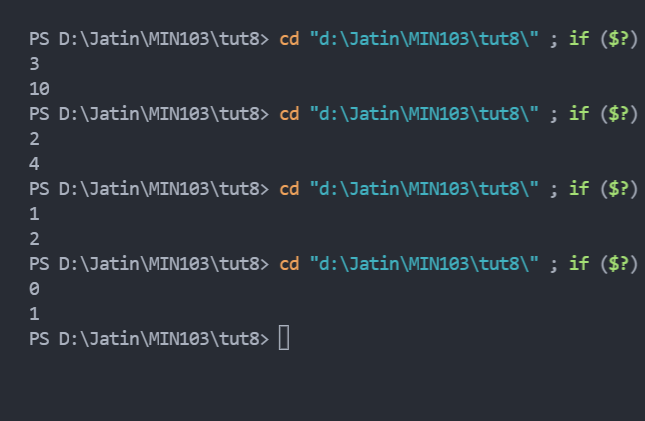 PS D:\Jatin\MIN103\tut8> cd "d:\Jatin\MIN103\tut8\" ; if ($?)
3
10
PS D:\Jatin\MIN103\tut8> cd "d:\Jatin\MIN103\tut8\" ; if ($?)
2
4
PS D:\Jatin\MIN103\tut8> cd "d:\Jatin\MIN103\tut8\" ; if ($?)
1
2
PS D:\Jatin\MIN103\tut8> cd "d:\Jatin\MIN103\tut8\" ; if ($?)
0
1
PS D:\Jatin\MIN103\tut8>